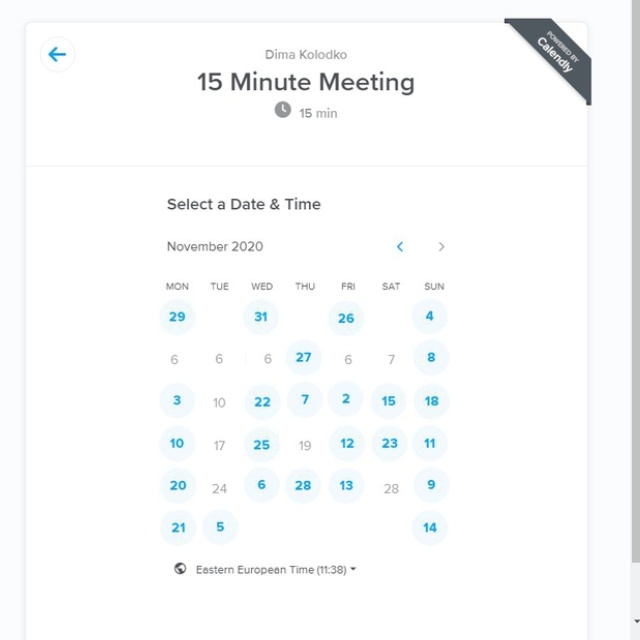 POWERED BY
Calendly
Dima Kolodko
15 Minute Meeting
15 min
Select a Date & Time
November 2020
MON TUE WED THU FRI SAT SUN
29 31 26 4
6 6 6 27 6 7 8
3 10 22 7 2 15 18
10 17 25 19 12 23 11
20 24 6 28 13 28 9
21 5 14
Eastern European Time (11:38)